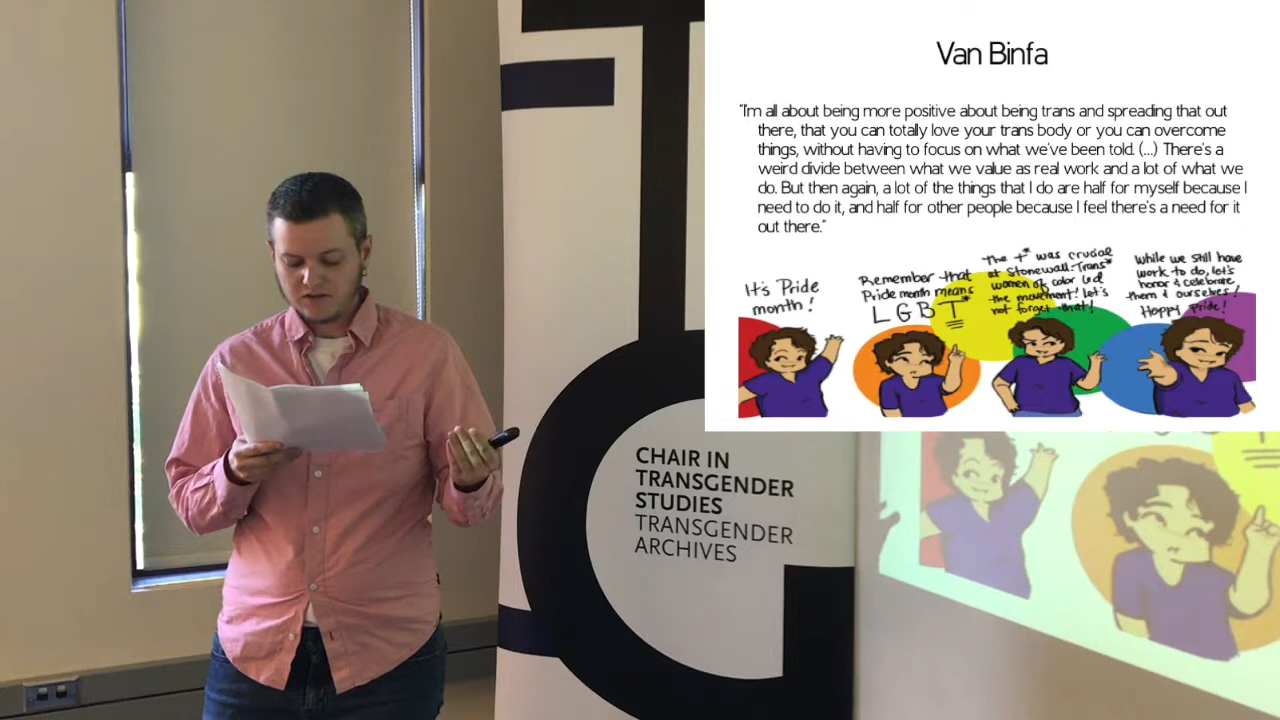 Van Binfa
"I'm all about being more positive about being trans and spreading that out
there, that you can totally love your trans body or you can overcome
things, without having to focus on what we've been told. (...) There's a
weird divide between what we value as real work and a lot of what we
do. But then again, a lot of the things that I do are half for myself because I
need to do it, and half for other people because I feel there's a need for it
out there."
It's Pride
month!
Remember that
Pride month means
LGBT*
The t* was crucial
at Stonewall. Trans*
women of color led
the movement! Let's
not forget that!
While we still have
work to do, let's
honor & celebrate
them & ourselves!
Happy Pride!
CHAIR IN
TRANSGENDER
STUDIES
TRANSGENDER
ARCHIVES